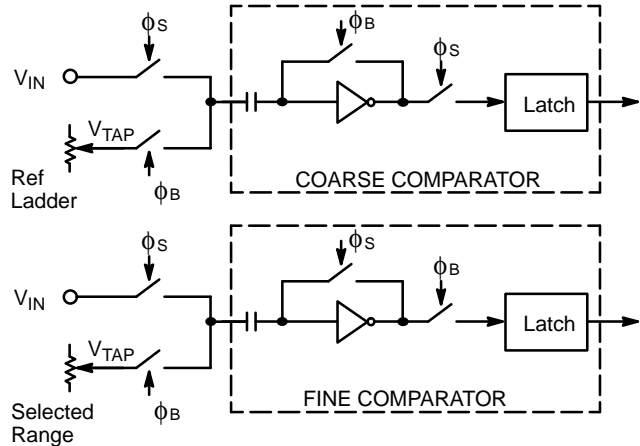 ϕS
ϕB
ϕS
VIN
VTAP
Latch
ϕB
Ref
Ladder
COARSE COMPARATOR
ϕS
ϕS
ϕB
VIN
VTAP
Latch
ϕB
Selected
Range
FINE COMPARATOR